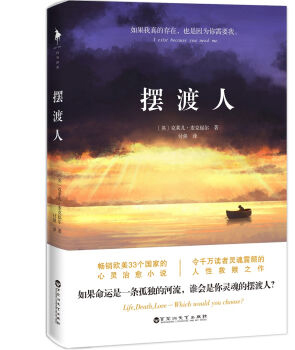 如果我真的存在,也是因为你需要我。
I exist because you need me
摆渡人
[英] 克莱儿·麦克福尔 著
付强 译
畅销欧美33个国家的
心灵治愈小说
令千万读者灵魂震颤的
人性救赎之作
如果命运是一条孤独的河流,谁会是你灵魂的摆渡人?
Life,Death,Love—Which would you choose?
百花洲文艺出版社
摆渡人